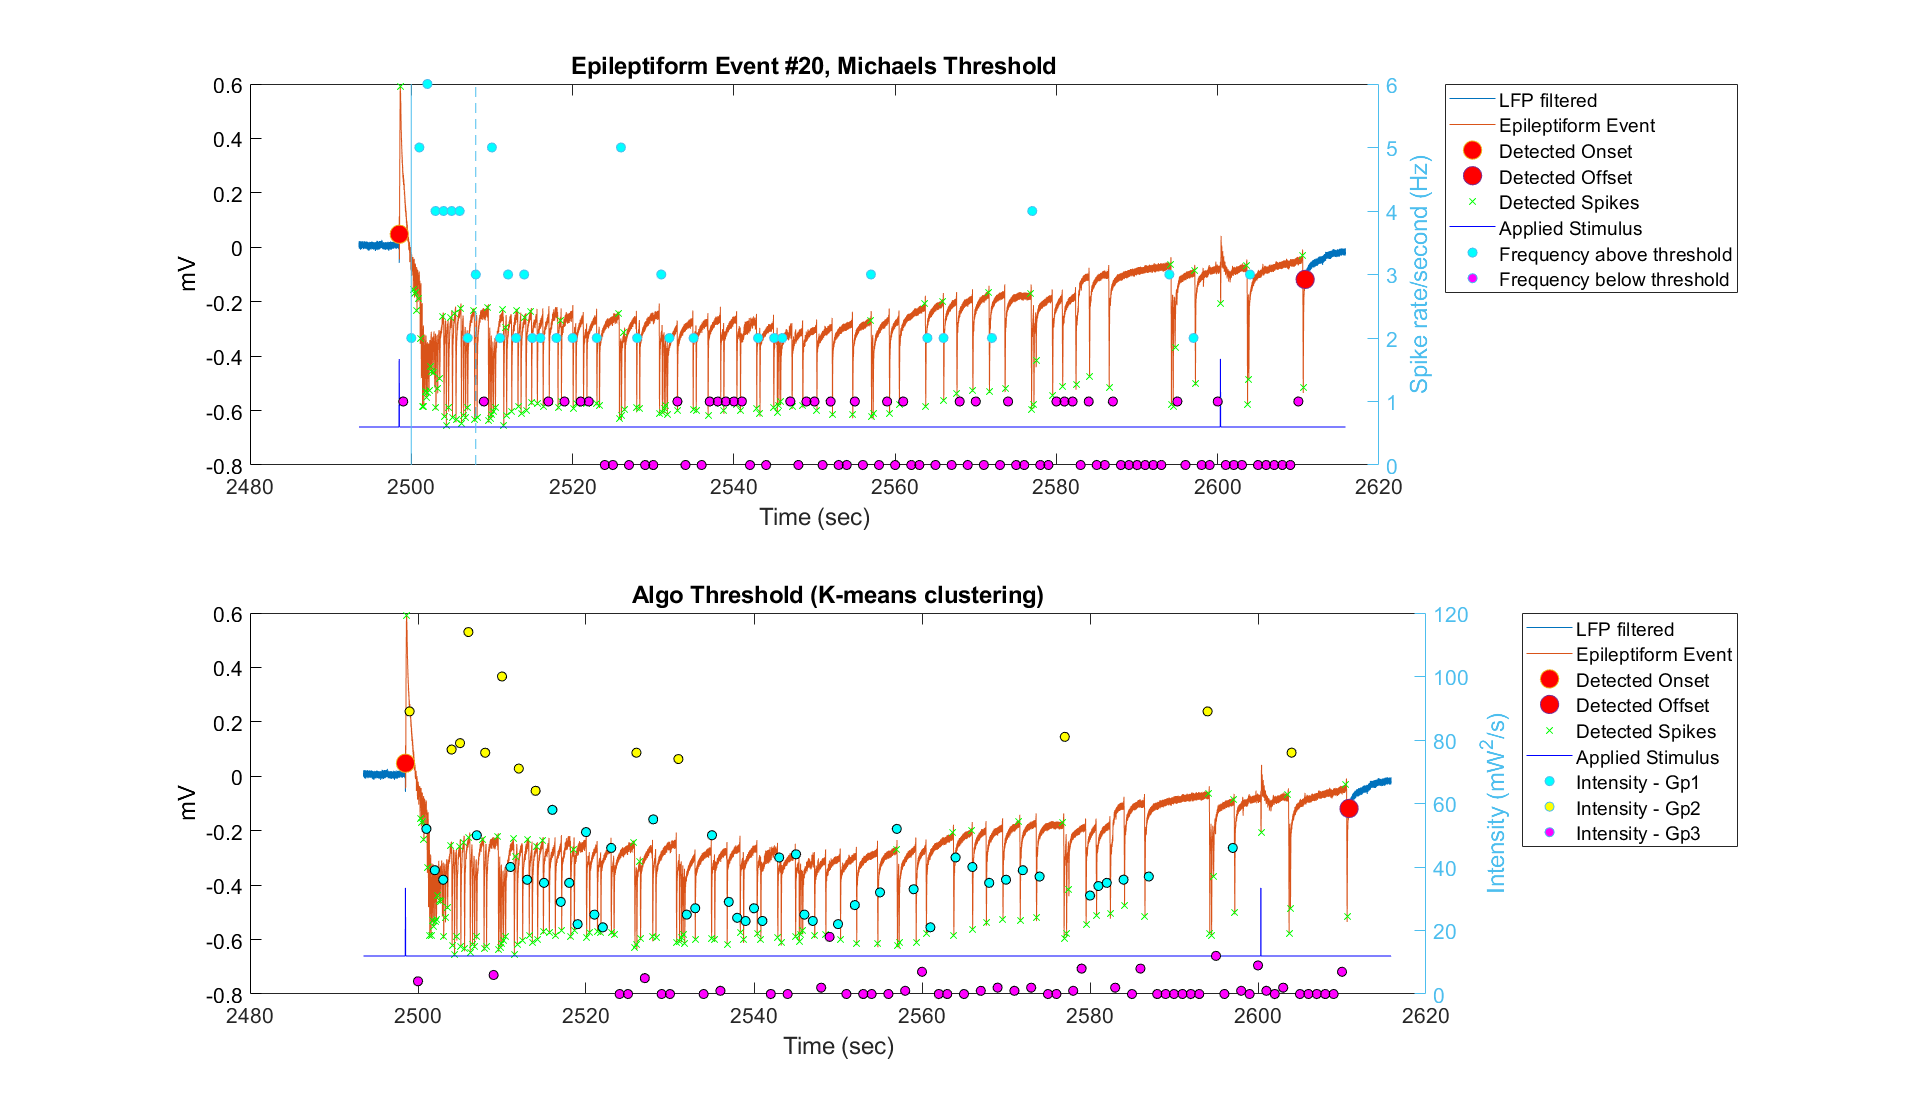 Epileptiform Event #20, Michaels Threshold
0.6
0.4
0.2
0
-0.2
-0.4
-0.6
-0.8
mV
2480
2500
2520
2540
2560
2580
2600
2620
Time (sec)
6
5
4
3
2
1
0
Spike rate/second (Hz)
LFP filtered
Epileptiform Event
Detected Onset
Detected Offset
Detected Spikes
Applied Stimulus
Frequency above threshold
Frequency below threshold
Algo Threshold (K-means clustering)
0.6
0.4
0.2
0
-0.2
-0.4
-0.6
-0.8
mV
2480
2500
2520
2540
2560
2580
2600
2620
Time (sec)
120
100
80
60
40
20
0
Intensity (mW²/s)
LFP filtered
Epileptiform Event
Detected Onset
Detected Offset
Detected Spikes
Applied Stimulus
Intensity - Gp1
Intensity - Gp2
Intensity - Gp3